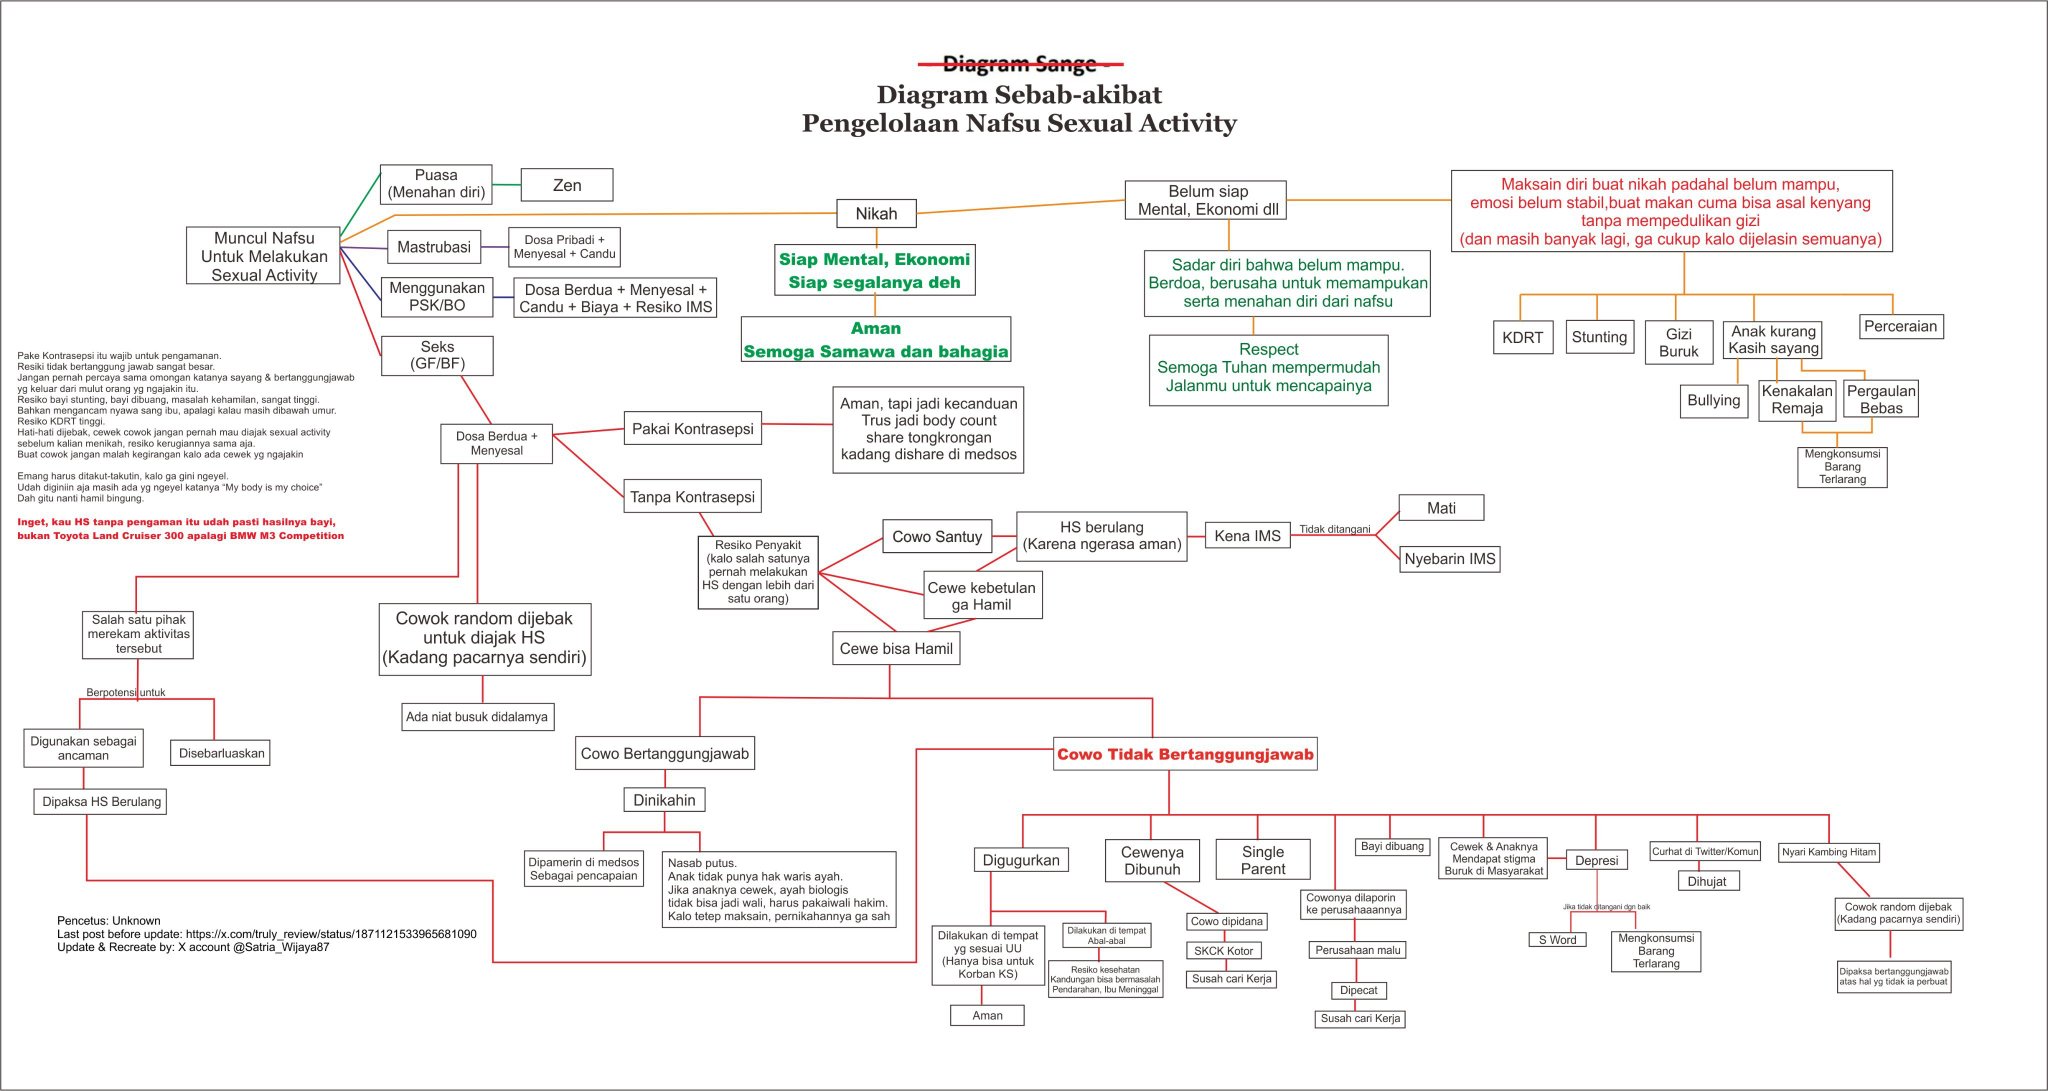 Diagram Sange -
Diagram Sebab-akibat
Pengelolaan Nafsu Sexual Activity
Muncul Nafsu
Untuk Melakukan
Sexual Activity
Puasa
(Menahan diri)
Zen
Mastrubasi
Dosa Pribadi +
Menyesal + Candu
Menggunakan
PSK/BO
Dosa Berdua + Menyesal +
Candu + Biaya + Resiko IMS
Seks
(GF/BF)
Nikah
Siap Mental, Ekonomi
Siap segalanya deh
Aman
Semoga Samawa dan bahagia
Belum siap
Mental, Ekonomi dll
Sadar diri bahwa belum mampu.
Berdoa, berusaha untuk memampukan
serta menahan diri dari nafsu
Respect
Semoga Tuhan mempermudah
Jalanmu untuk mencapainya
Maksain diri buat nikah padahal belum mampu,
emosi belum stabil,buat makan cuma bisa asal kenyang
tanpa mempedulikan gizi
(dan masih banyak lagi, ga cukup kalo dijelasin semuanya)
KDRT
Stunting
Gizi
Buruk
Anak kurang
Kasih sayang
Perceraian
Bullying
Kenakalan
Remaja
Pergaulan
Bebas
Mengkonsumsi
Barang
Terlarang
Pake Kontrasepsi itu wajib untuk pengamanan.
Resiki tidak bertanggung jawab sangat besar.
Jangan pernah percaya sama omongan katanya sayang & bertanggungjawab
yg keluar dari mulut orang yg ngajakin itu.
Resiko bayi stunting, bayi dibuang, masalah kehamilan, sangat tinggi.
Bahkan mengancam nyawa sang ibu, apalagi kalau masih dibawah umur.
Resiko KDRT tinggi.
Hati-hati dijebak, cewek cowok jangan pernah mau diajak sexual activity
sebelum kalian menikah, resiko kerugiannya sama aja.
Buat cowok jangan malah kegirangan kalo ada cewek yg ngajakin
Emang harus ditakut-takutin, kalo ga gini ngeyel.
Udah diginiin aja masih ada yg ngeyel katanya "My body is my choice"
Dah gitu nanti hamil bingung.
Inget, kau HS tanpa pengaman itu udah pasti hasilnya bayi,
bukan Toyota Land Cruiser 300 apalagi BMW M3 Competition
Dosa Berdua +
Menyesal
Pakai Kontrasepsi
Aman, tapi jadi kecanduan
Trus jadi body count
share tongkrongan
kadang dishare di medsos
Tanpa Kontrasepsi
Resiko Penyakit
(kalo salah satunya
pernah melakukan
HS dengan lebih dari
satu orang)
Cowo Santuy
HS berulang
(Karena ngerasa aman)
Kena IMS
Tidak ditangani
Mati
Nyebarin IMS
Cewe kebetulan
ga Hamil
Cewe bisa Hamil
Salah satu pihak
merekam aktivitas
tersebut
Berpotensi untuk
Digunakan sebagai
ancaman
Disebarluaskan
Dipaksa HS Berulang
Cowok random dijebak
untuk diajak HS
(Kadang pacarnya sendiri)
Ada niat busuk didalamya
Cowo Bertanggungjawab
Dinikahin
Dipamerin di medsos
Sebagai pencapaian
Nasab putus.
Anak tidak punya hak waris ayah.
Jika anaknya cewek, ayah biologis
tidak bisa jadi wali, harus pakaiwali hakim.
Kalo tetep maksain, pernikahannya ga sah
Cowo Tidak Bertanggungjawab
Digugurkan
Dilakukan di tempat
yg sesuai UU
(Hanya bisa untuk
Korban KS)
Aman
Dilakukan di tempat
Abal-abal
Resiko kesehatan
Kandungan bisa bermasalah
Pendarahan, Ibu Meninggal
Cewenya
Dibunuh
Cowo dipidana
SKCK Kotor
Susah cari Kerja
Single
Parent
Cowonya dilaporin
ke perusahaaannya
Perusahaan malu
Dipecat
Susah cari Kerja
Bayi dibuang
Cewek & Anaknya
Mendapat stigma
Buruk di Masyarakat
Depresi
Jika tidak ditangani dgn baik
S Word
Mengkonsumsi
Barang
Terlarang
Curhat di Twitter/Komun
Dihujat
Nyari Kambing Hitam
Cowok random dijebak
(Kadang pacarnya sendiri)
Dipaksa bertanggungjawab
atas hal yg tidak ia perbuat
Pencetus: Unknown
Last post before update: https://x.com/truly_review/status/1871121533965681090
Update & Recreate by: X account @Satria_Wijaya87